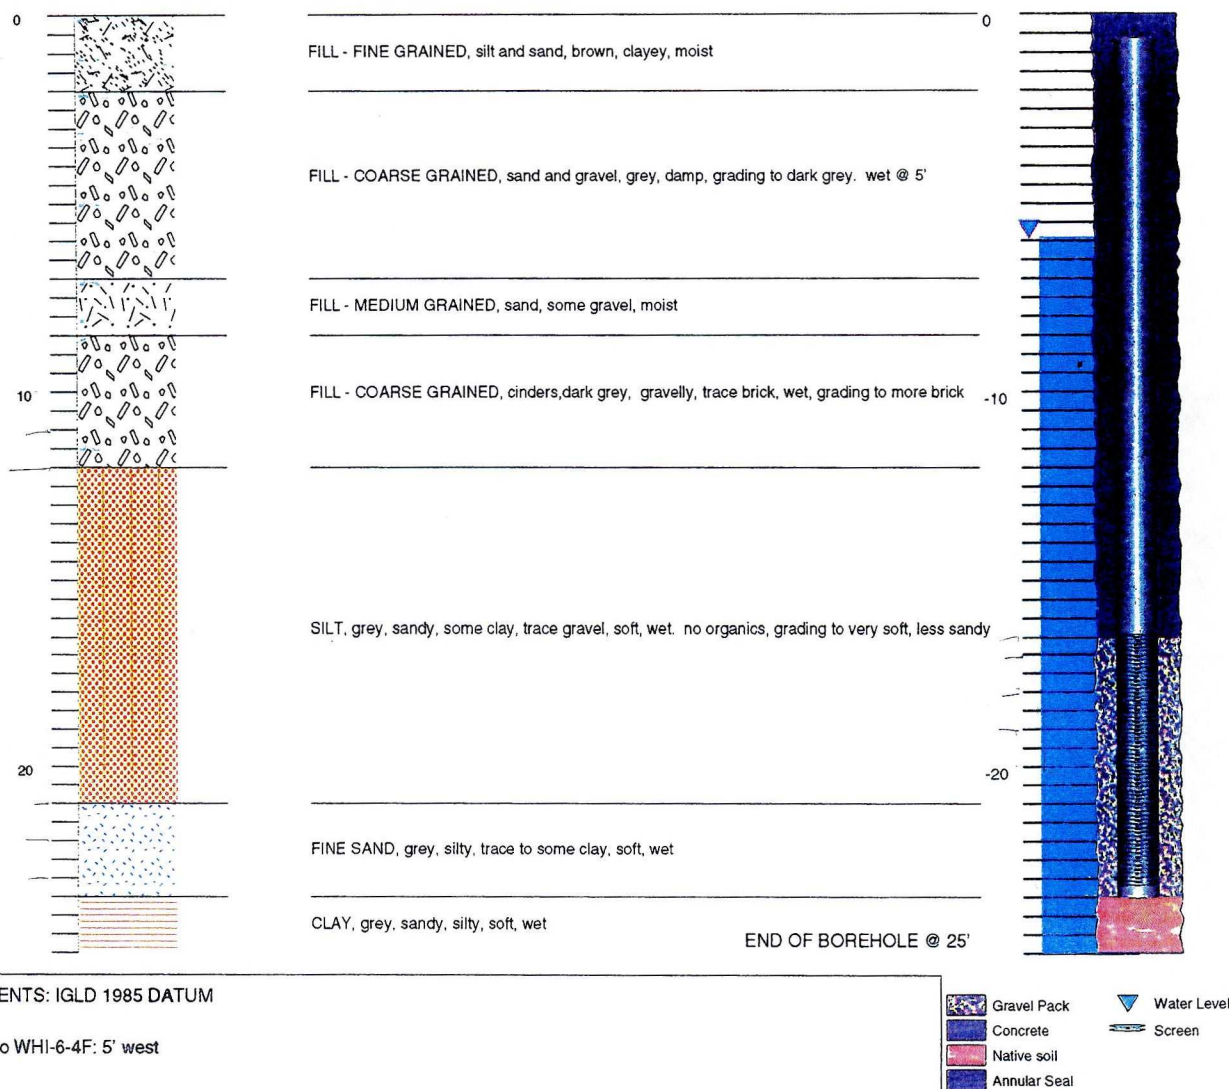 0
FILL - FINE GRAINED, silt and sand, brown, clayey, moist
0
FILL - COARSE GRAINED, sand and gravel, grey, damp, grading to dark grey. wet @ 5'
FILL - MEDIUM GRAINED, sand, some gravel, moist
10
FILL - COARSE GRAINED, cinders,dark grey, gravelly, trace brick, wet, grading to more brick
-10
SILT, grey, sandy, some clay, trace gravel, soft, wet. no organics, grading to very soft, less sandy
20
-20
FINE SAND, grey, silty, trace to some clay, soft, wet
CLAY, grey, sandy, silty, soft, wet
END OF BOREHOLE @ 25'
ENTS: IGLD 1985 DATUM
o WHI-6-4F: 5' west
Gravel Pack
Water Level
Concrete
Screen
Native soil
Annular Seal